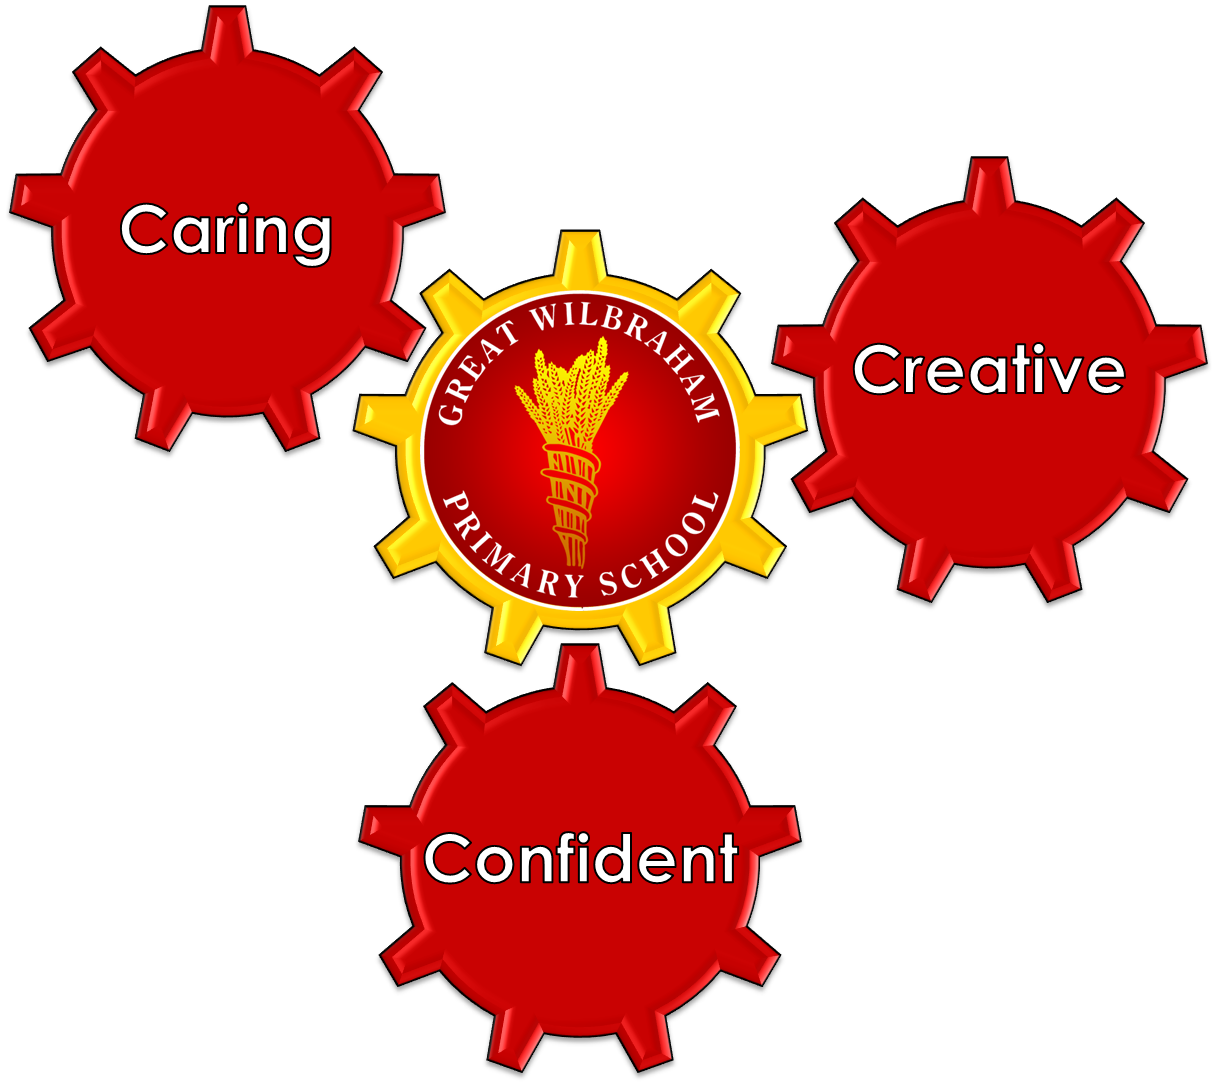 Caring
GREAT WILBRAHAM
PRIMARY SCHOOL
Creative
Confident